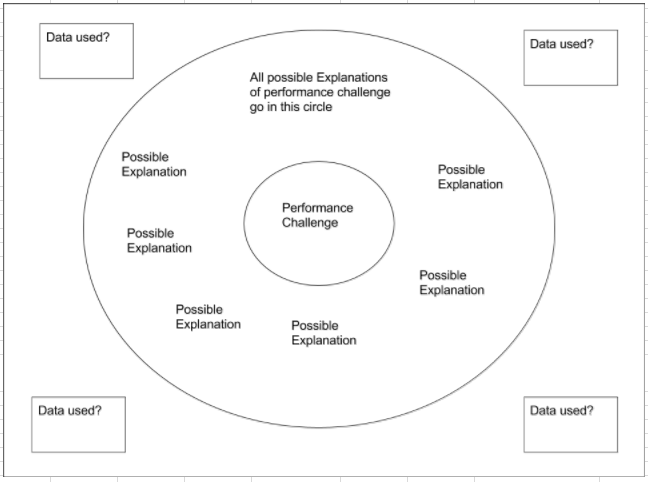 Data used?
Data used?
All possible Explanations
of performance challenge
go in this circle
Possible
Explanation
Possible
Explanation
Performance
Challenge
Possible
Explanation
Possible
Explanation
Possible
Explanation
Possible
Explanation
Data used?
Data used?